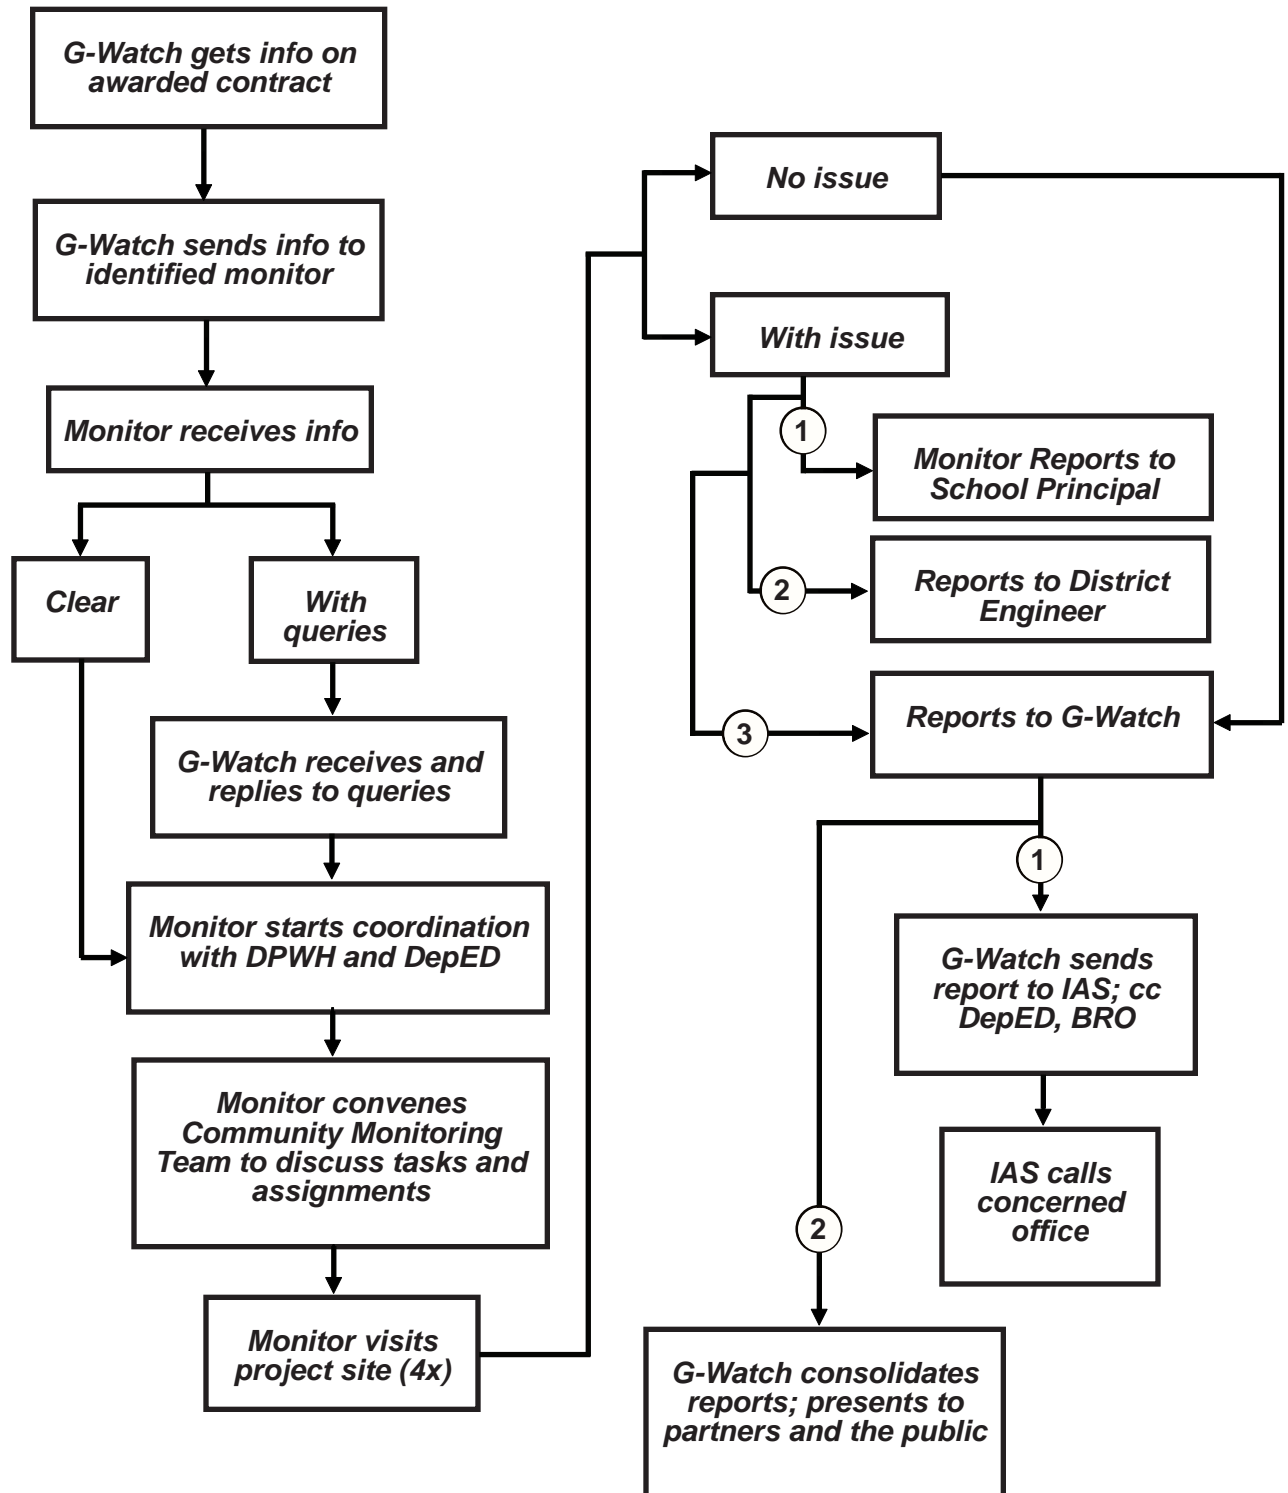 G-Watch gets info on
awarded contract
G-Watch sends info to
identified monitor
Monitor receives info
Clear
With
queries
G-Watch receives and
replies to queries
Monitor starts coordination
with DPWH and DepED
Monitor convenes
Community Monitoring
Team to discuss tasks and
assignments
Monitor visits
project site (4x)
No issue
With issue
1
Monitor Reports to
School Principal
2
Reports to District
Engineer
3
Reports to G-Watch
1
G-Watch sends
report to IAS; cc
DepED, BRO
IAS calls
concerned
office
2
G-Watch consolidates
reports; presents to
partners and the public